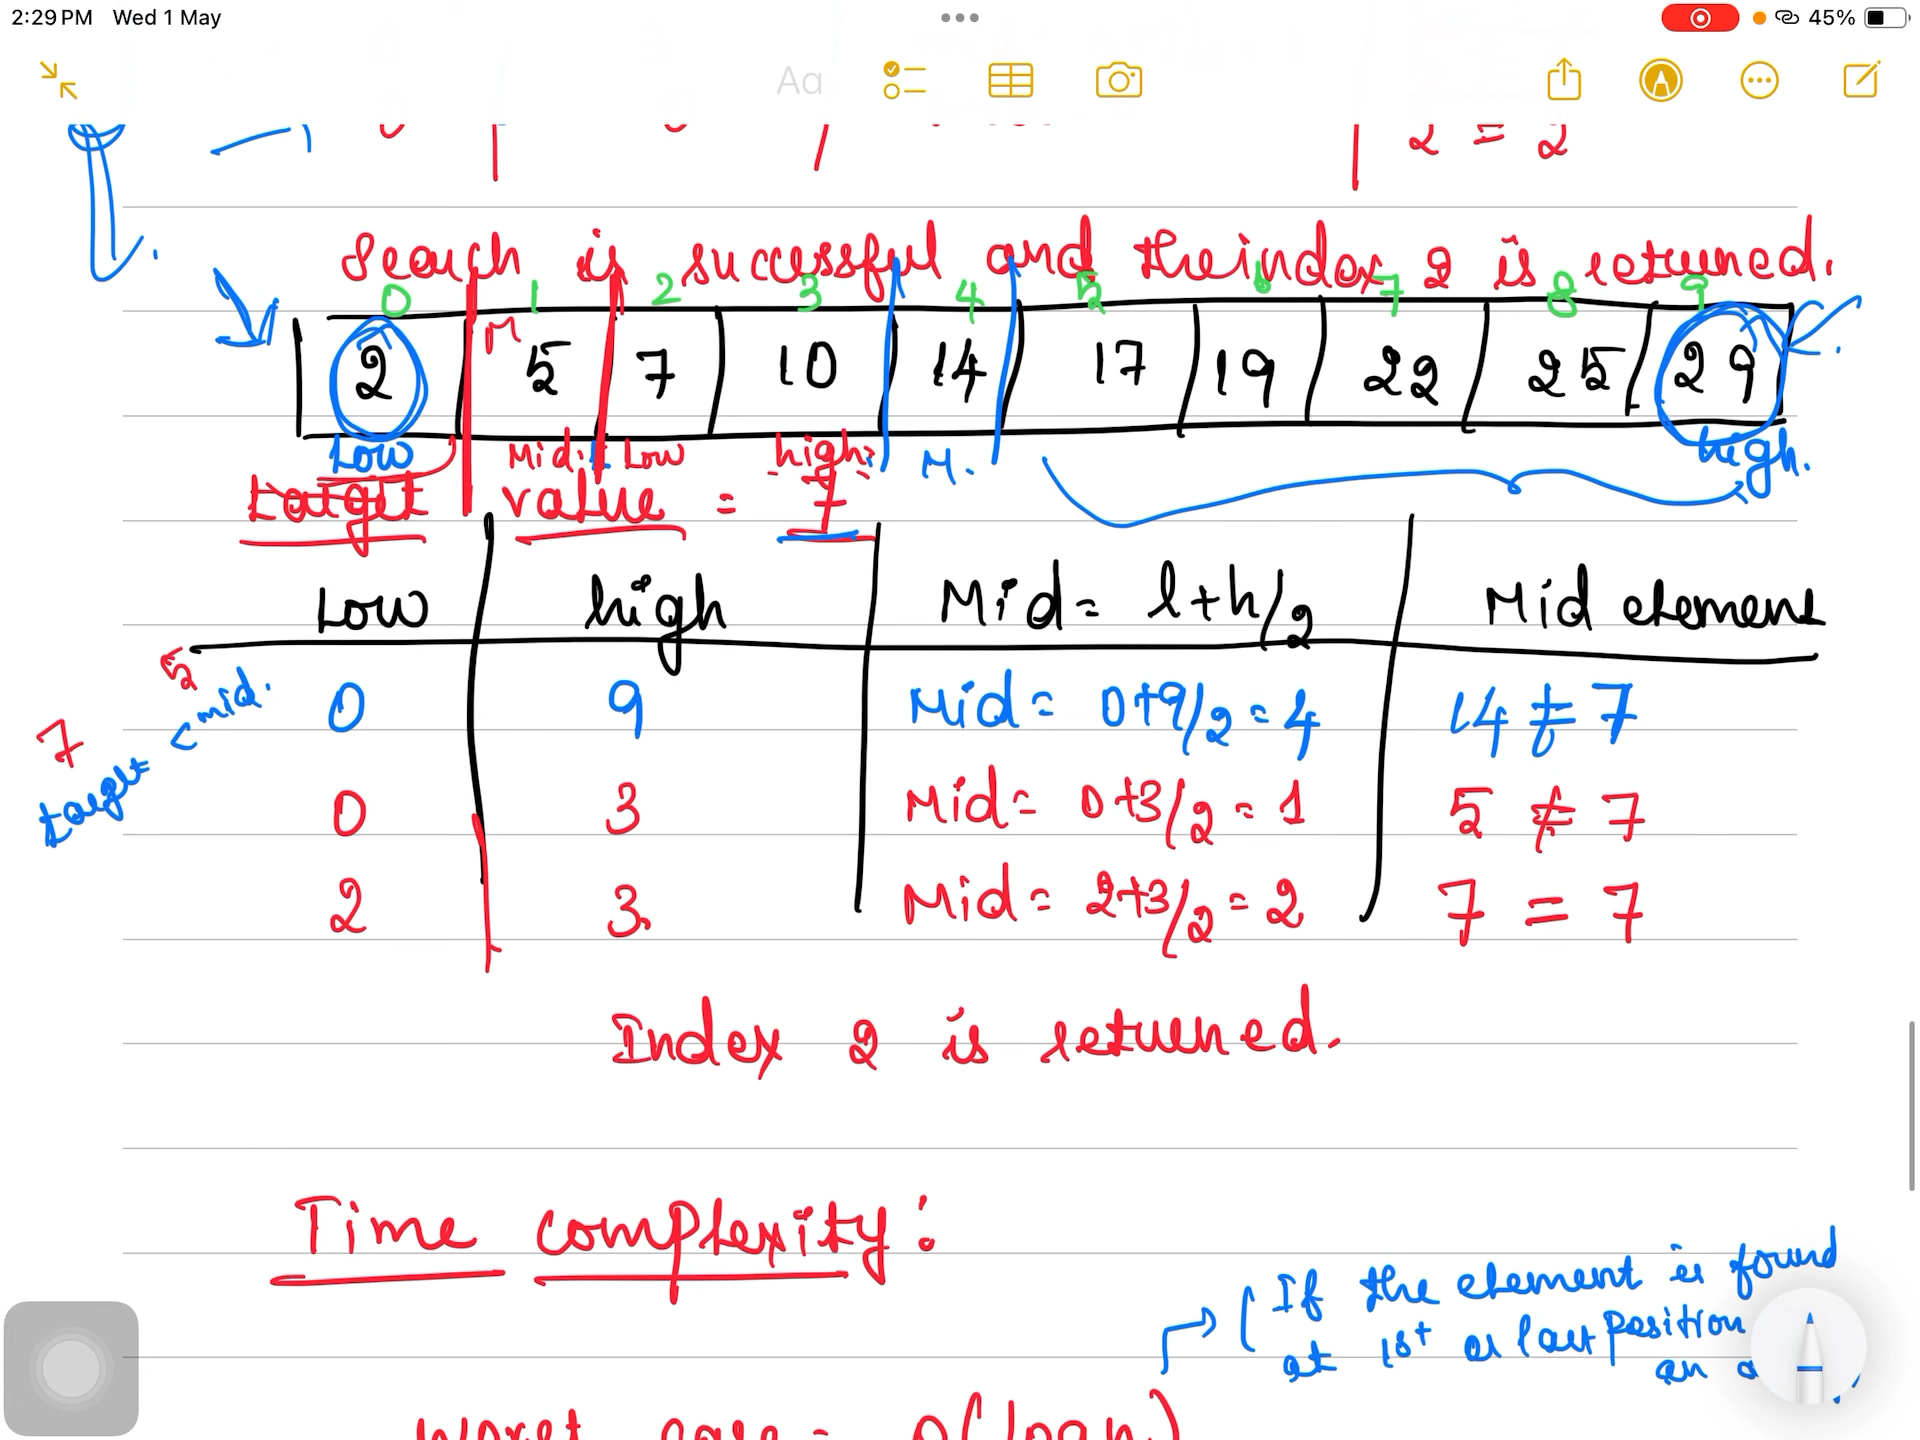 2:29 PM Wed 1 May
45%
Aa
2 = 2
Search is successful and the index 2 is returned.
0 1 2 3 4 5 6 7 8 9
M
2 5 7 10 14 17 19 22 25 29
Low Mid: Low high: M. high.
target value = 7
Low high Mid= l+h/2 Mid element
5
0 9 Mid= 0+9/2=4 14 ≠ 7
7
target < mid.
0 3 Mid= 0+3/2=1 5 ≠ 7
2 3 Mid= 2+3/2=2 7 = 7
Index 2 is returned.
Time complexity:
If the element is found
at 1st or last position
an
worst case = O(logn)